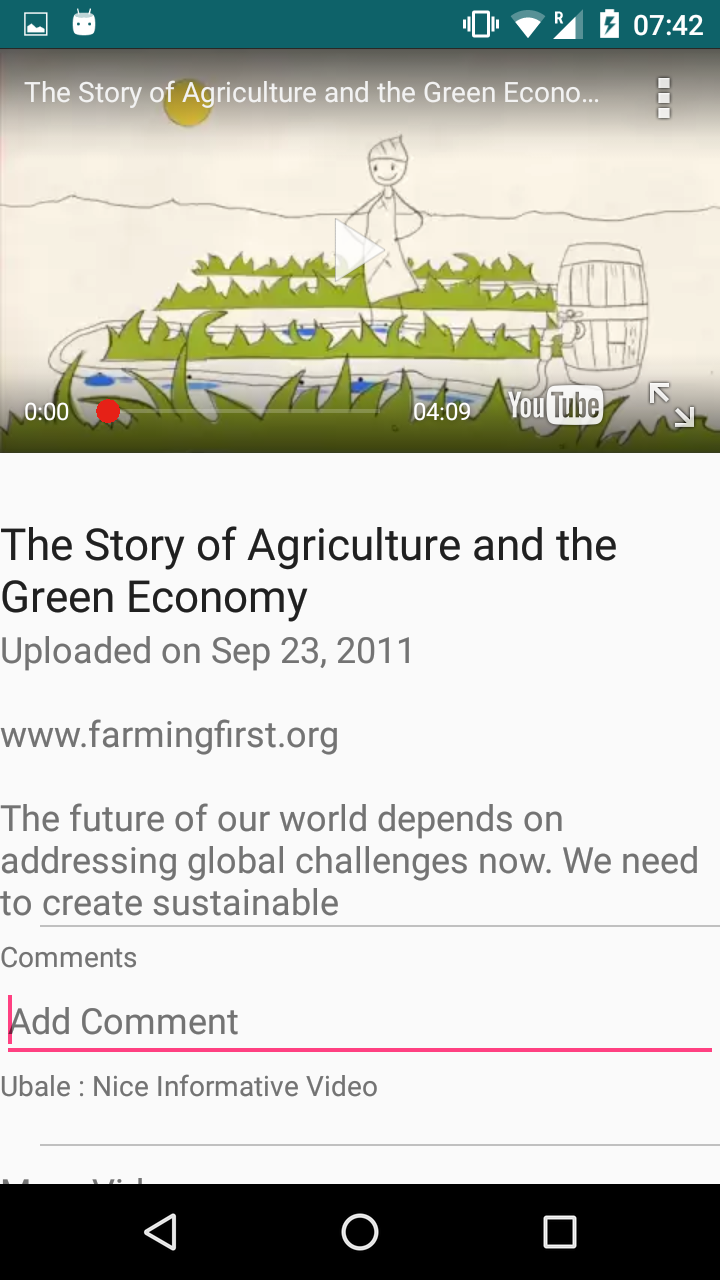 R
07:42
The Story of Agriculture and the Green Econo...
0:00
04:09
YouTube
The Story of Agriculture and the
Green Economy
Uploaded on Sep 23, 2011
www.farmingfirst.org
The future of our world depends on
addressing global challenges now. We need
to create sustainable
Comments
Add Comment
Ubale : Nice Informative Video